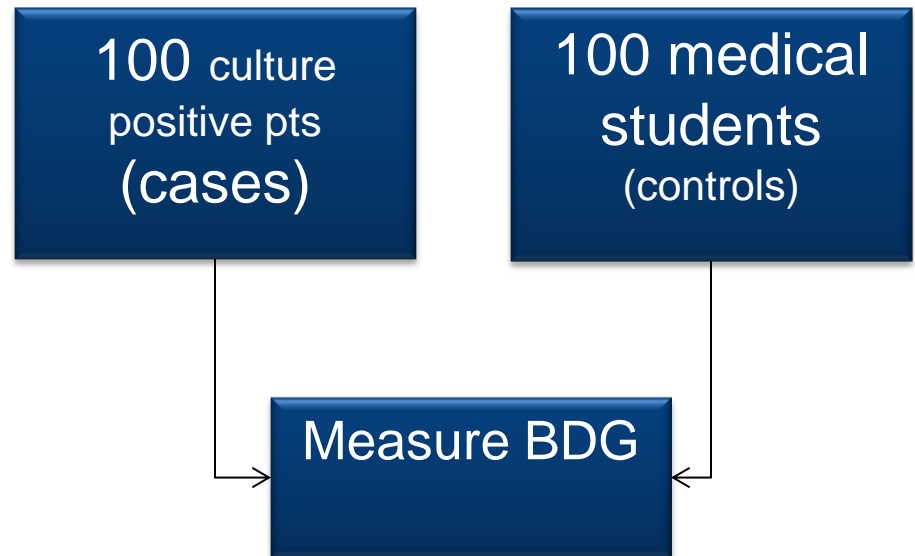 100 culture
positive pts
(cases)
100 medical
students
(controls)
Measure BDG